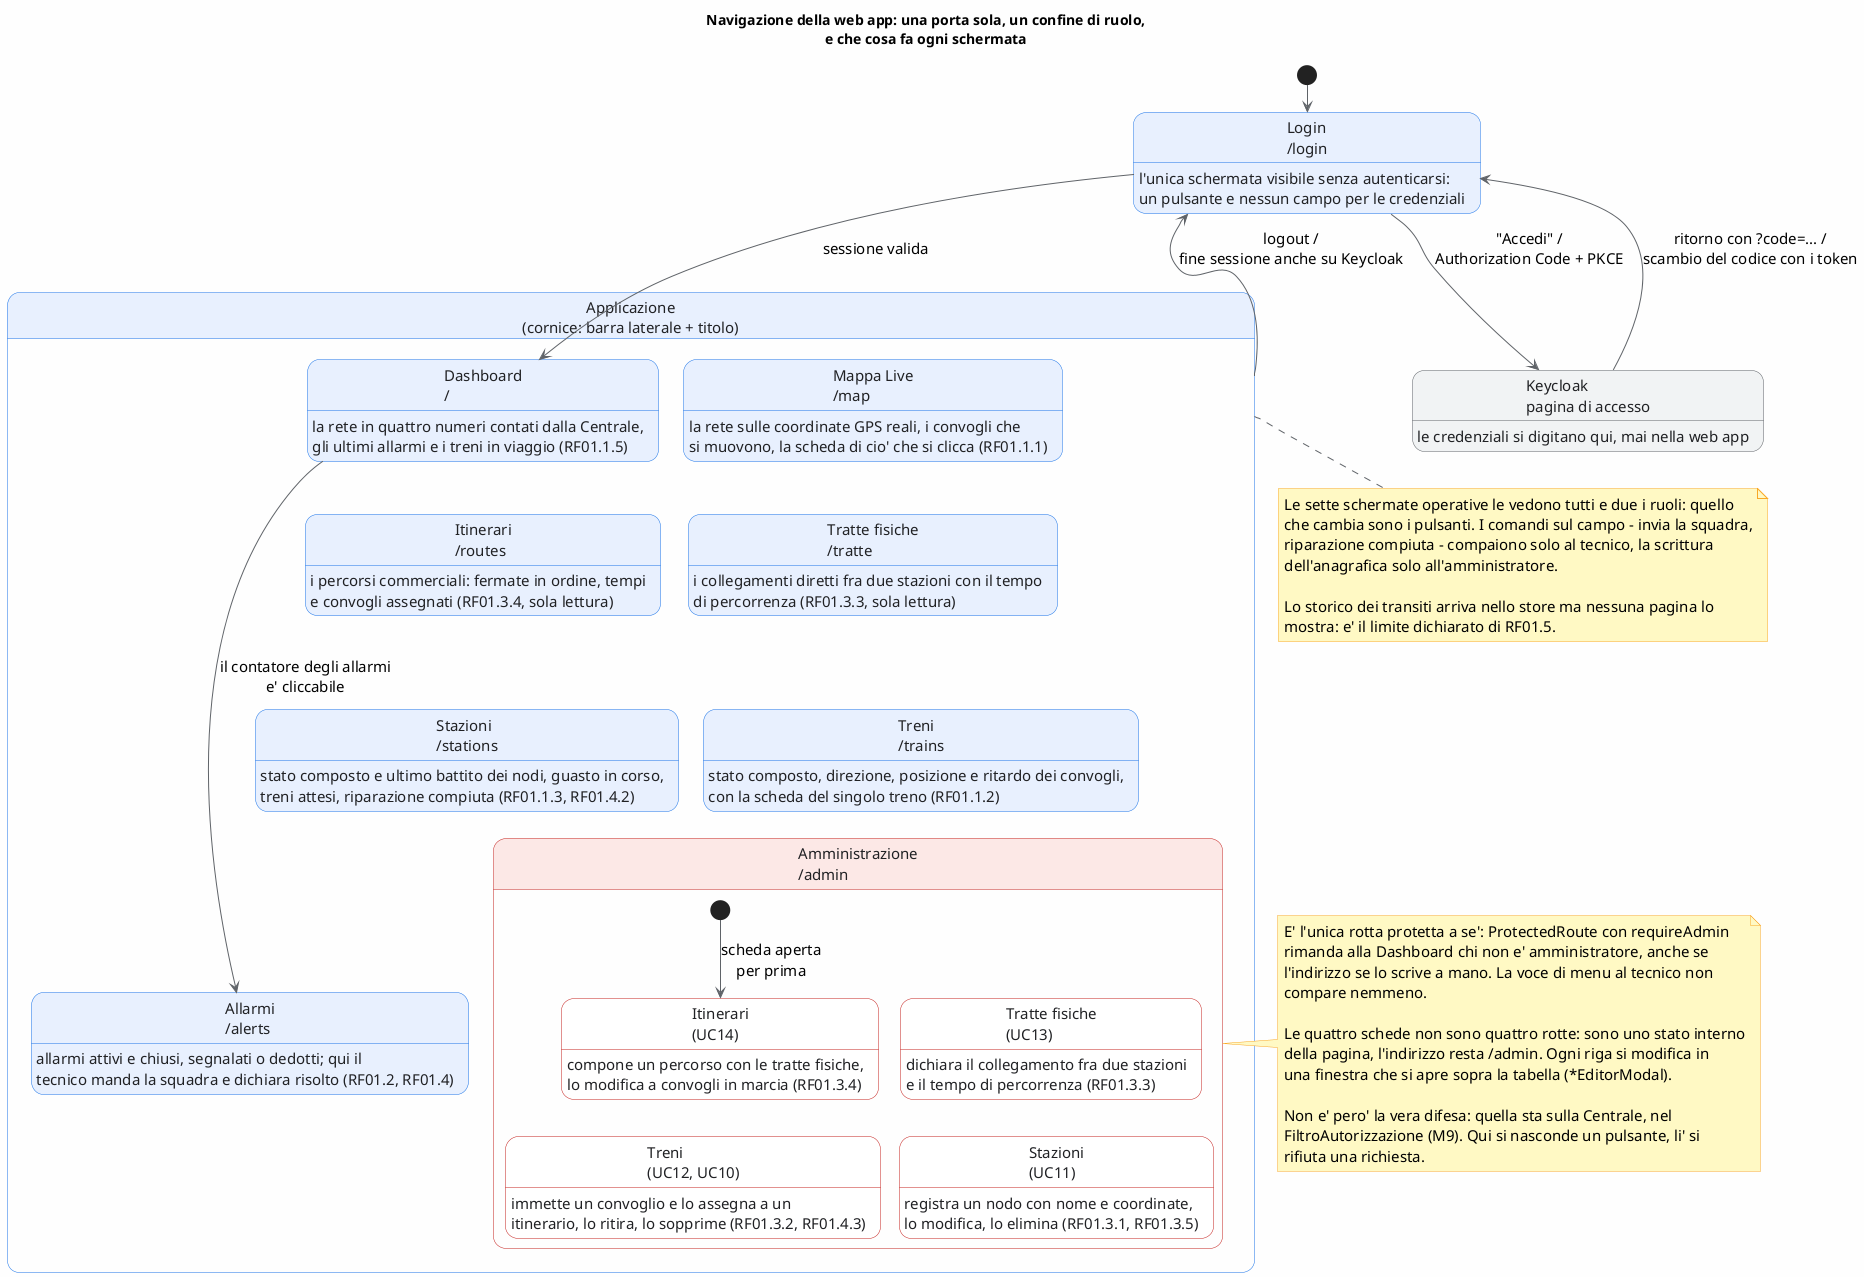 Navigazione della web app: una porta sola, un confine di ruolo,
e che cosa fa ogni schermata
Login
/login
l'unica schermata visibile senza autenticarsi:
un pulsante e nessun campo per le credenziali
sessione valida
logout /
fine sessione anche su Keycloak
"Accedi" /
Authorization Code + PKCE
ritorno con ?code=... /
scambio del codice con i token
Applicazione
(cornice: barra laterale + titolo)
Dashboard
/
la rete in quattro numeri contati dalla Centrale,
gli ultimi allarmi e i treni in viaggio (RF01.1.5)
Mappa Live
/map
la rete sulle coordinate GPS reali, i convogli che
si muovono, la scheda di cio' che si clicca (RF01.1.1)
Keycloak
pagina di accesso
le credenziali si digitano qui, mai nella web app
Itinerari
/routes
i percorsi commerciali: fermate in ordine, tempi
e convogli assegnati (RF01.3.4, sola lettura)
Tratte fisiche
/tratte
i collegamenti diretti fra due stazioni con il tempo
di percorrenza (RF01.3.3, sola lettura)
Le sette schermate operative le vedono tutti e due i ruoli: quello
che cambia sono i pulsanti. I comandi sul campo - invia la squadra,
riparazione compiuta - compaiono solo al tecnico, la scrittura
dell'anagrafica solo all'amministratore.
Lo storico dei transiti arriva nello store ma nessuna pagina lo
mostra: e' il limite dichiarato di RF01.5.
il contatore degli allarmi
e' cliccabile
Stazioni
/stations
stato composto e ultimo battito dei nodi, guasto in corso,
treni attesi, riparazione compiuta (RF01.1.3, RF01.4.2)
Treni
/trains
stato composto, direzione, posizione e ritardo dei convogli,
con la scheda del singolo treno (RF01.1.2)
Amministrazione
/admin
scheda aperta
per prima
Allarmi
/alerts
allarmi attivi e chiusi, segnalati o dedotti; qui il
tecnico manda la squadra e dichiara risolto (RF01.2, RF01.4)
Itinerari
(UC14)
compone un percorso con le tratte fisiche,
lo modifica a convogli in marcia (RF01.3.4)
Tratte fisiche
(UC13)
dichiara il collegamento fra due stazioni
e il tempo di percorrenza (RF01.3.3)
Treni
(UC12, UC10)
immette un convoglio e lo assegna a un
itinerario, lo ritira, lo sopprime (RF01.3.2, RF01.4.3)
Stazioni
(UC11)
registra un nodo con nome e coordinate,
lo modifica, lo elimina (RF01.3.1, RF01.3.5)
E' l'unica rotta protetta a se': ProtectedRoute con requireAdmin
rimanda alla Dashboard chi non e' amministratore, anche se
l'indirizzo se lo scrive a mano. La voce di menu al tecnico non
compare nemmeno.
Le quattro schede non sono quattro rotte: sono uno stato interno
della pagina, l'indirizzo resta /admin. Ogni riga si modifica in
una finestra che si apre sopra la tabella (*EditorModal).
Non e' pero' la vera difesa: quella sta sulla Centrale, nel
FiltroAutorizzazione (M9). Qui si nasconde un pulsante, li' si
rifiuta una richiesta.